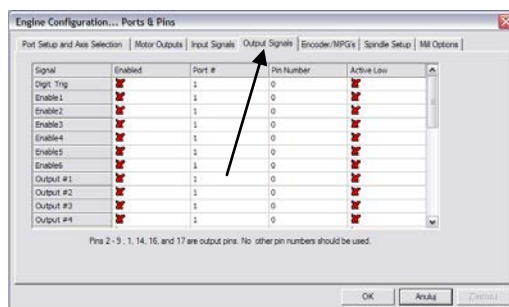 Engine Configuration... Ports & Pins
Port Setup and Axis Selection Motor Outputs Input Signals Output Signals Encoder/MPG's Spindle Setup Mill Options
Signal Enabled Port # Pin Number Active Low
Digit Trig 1 0
Enable1 1 0
Enable2 1 0
Enable3 1 0
Enable4 1 0
Enable5 1 0
Enable6 1 0
Output #1 1 0
Output #2 1 0
Output #3 1 0
Output #4 1 0
Pins 2 - 9 , 1, 14, 16, and 17 are output pins. No other pin numbers should be used.
OK Anuluj Zastosuj